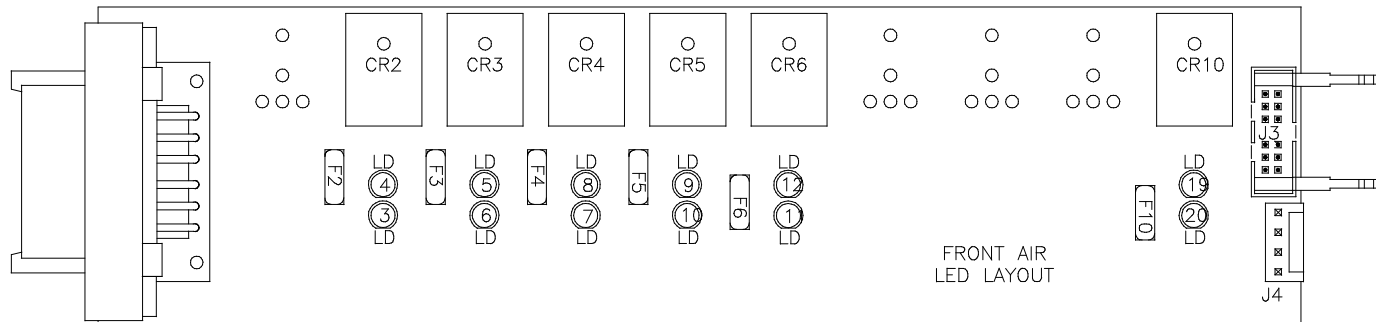 CR2 CR3 CR4 CR5 CR6 CR10
J3
F2 F3 F4 F5 F6 F10
LD LD LD LD LD LD
4 5 8 9 12 19
3 6 7 10 20
LD LD LD LD LD LD
FRONT AIR
LED LAYOUT
J4